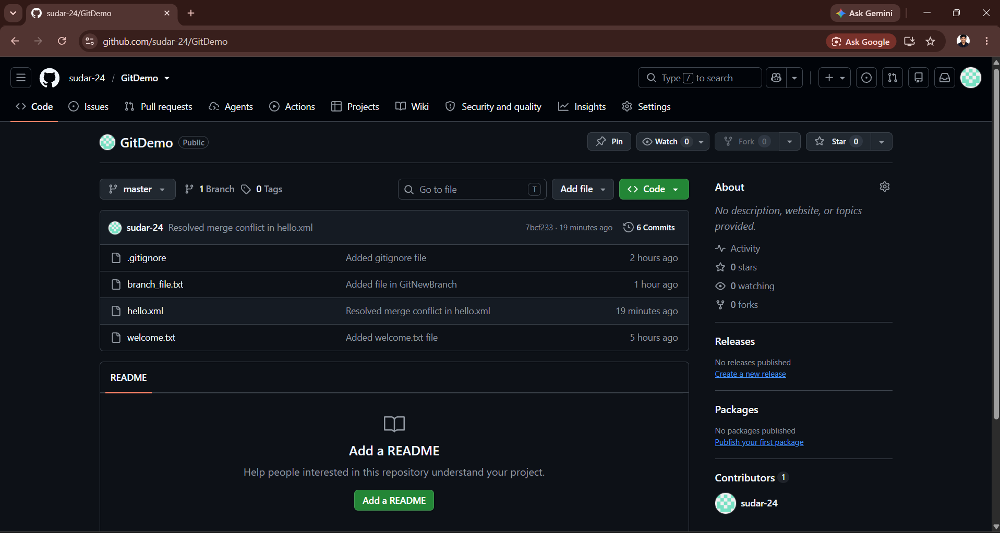 sudar-24/GitDemo
Ask Gemini
github.com/sudar-24/GitDemo
Ask Google
sudar-24 / GitDemo
Type / to search
Code Issues Pull requests Agents Actions Projects Wiki Security and quality Insights Settings
GitDemo Public
Pin Watch 0 Fork 0 Star 0
master 1 Branch 0 Tags
Go to file T Add file Code
sudar-24 Resolved merge conflict in hello.xml 7bcf233 · 19 minutes ago 6 Commits
.gitignore Added gitignore file 2 hours ago
branch_file.txt Added file in GitNewBranch 1 hour ago
hello.xml Resolved merge conflict in hello.xml 19 minutes ago
welcome.txt Added welcome.txt file 5 hours ago
README
Add a README
Help people interested in this repository understand your project.
Add a README
About
No description, website, or topics
provided.
Activity
0 stars
0 watching
0 forks
Releases
No releases published
Create a new release
Packages
No packages published
Publish your first package
Contributors 1
sudar-24